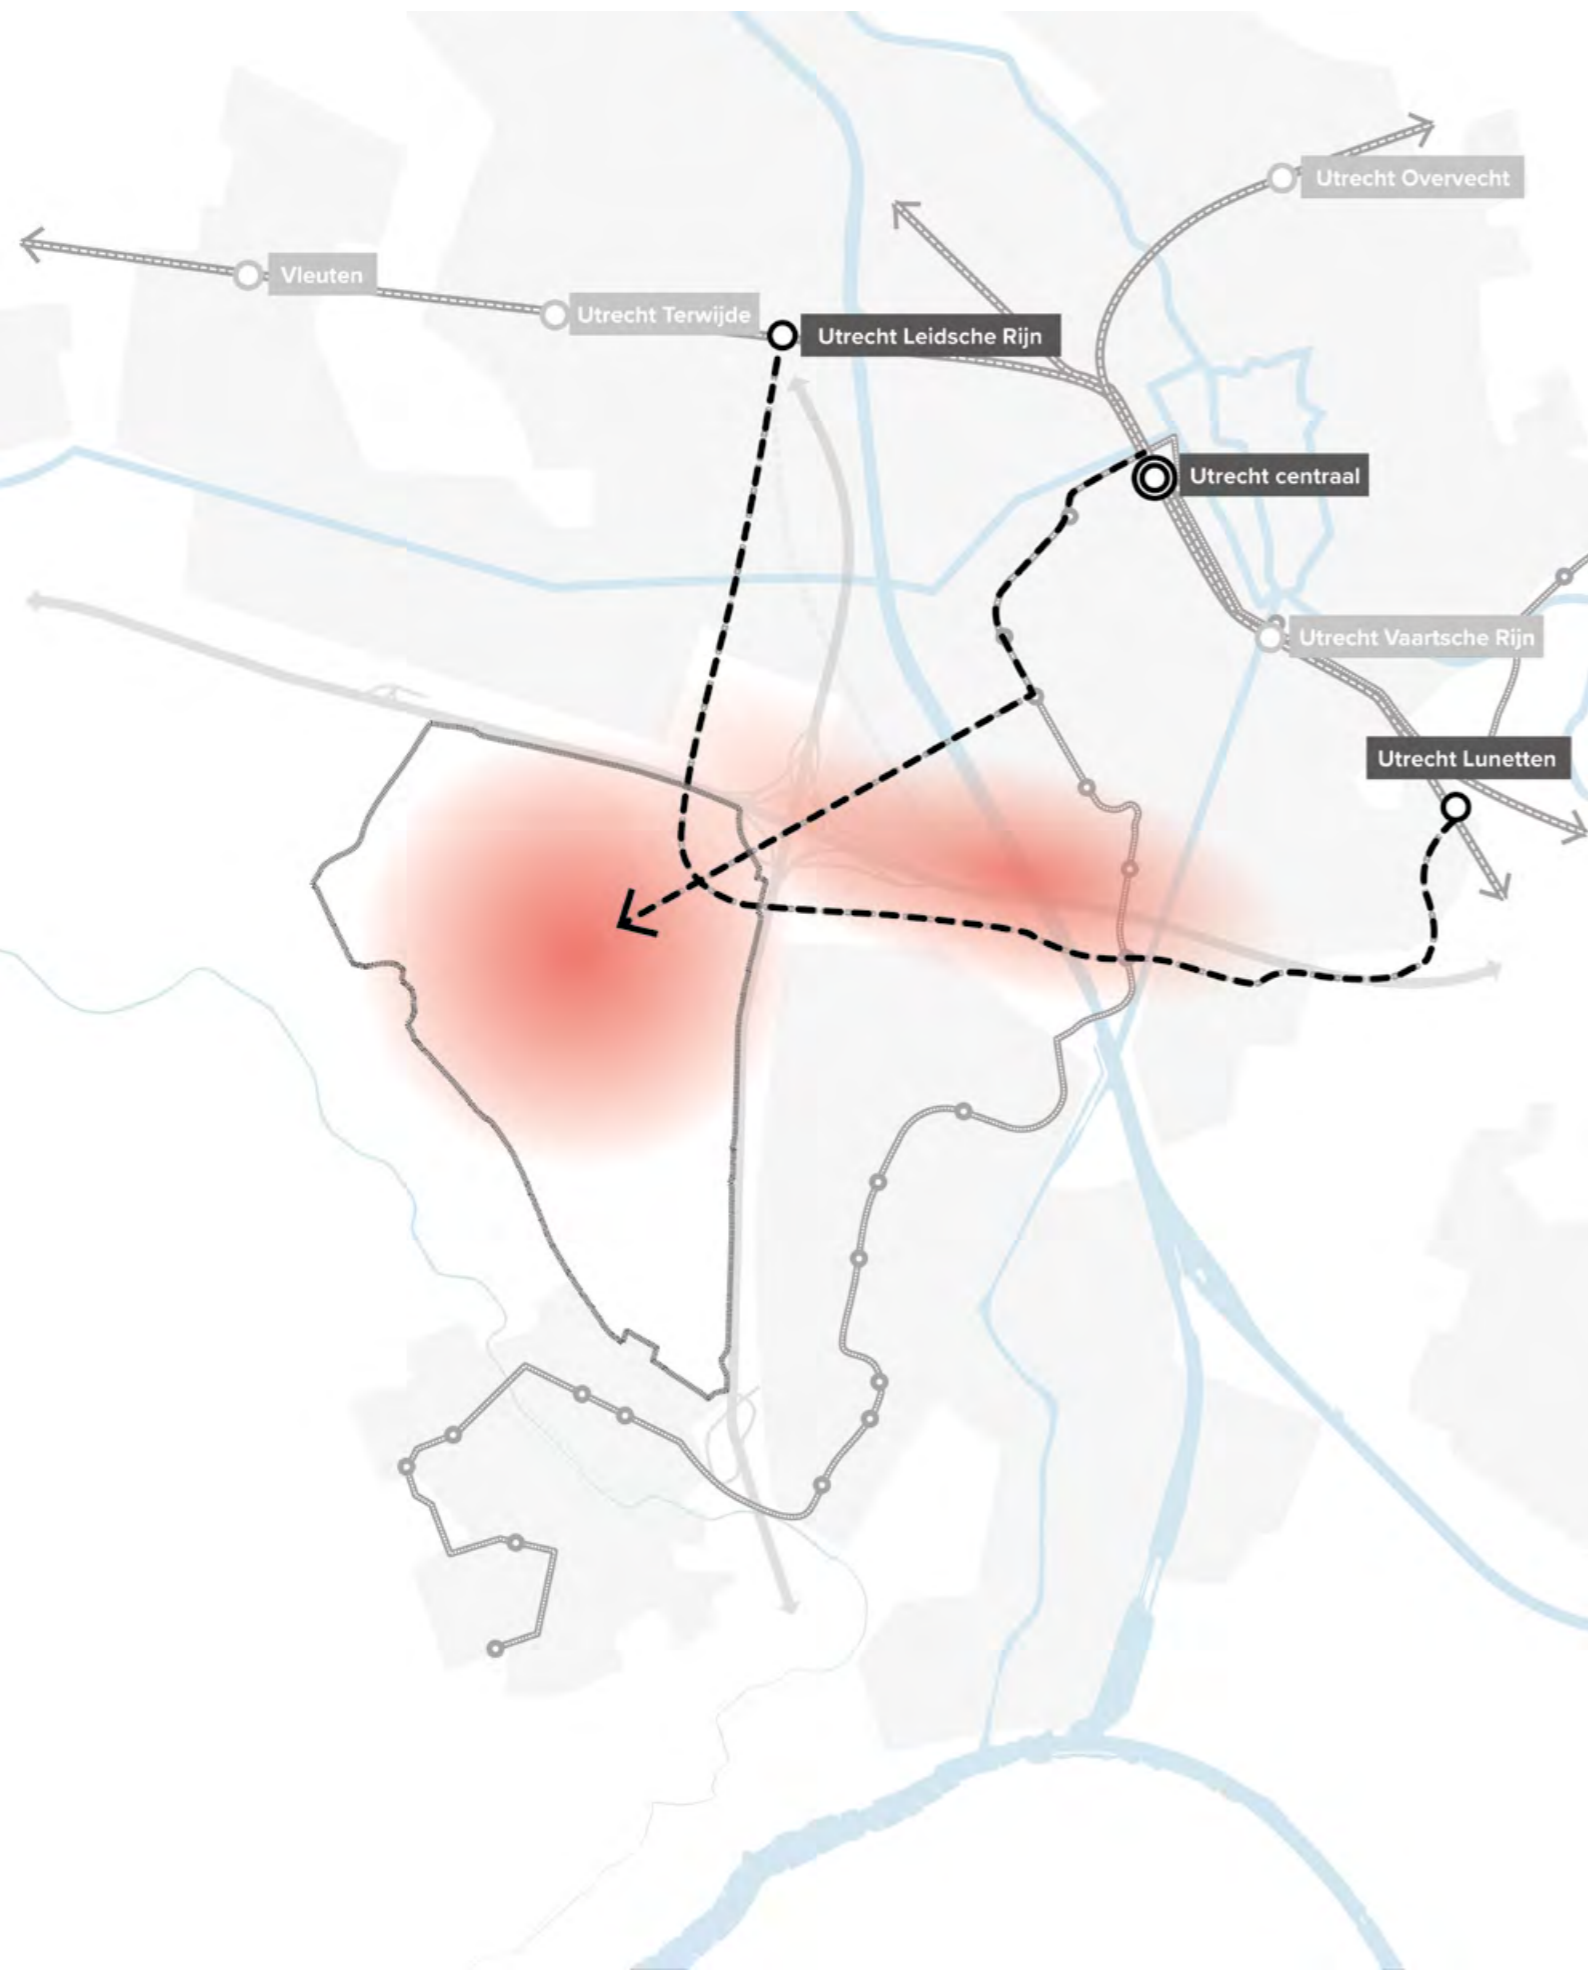 Utrecht Overvecht
Vleuten
Utrecht Terwijde
Utrecht Leidsche Rijn
Utrecht centraal
Utrecht Vaartsche Rijn
Utrecht Lunetten